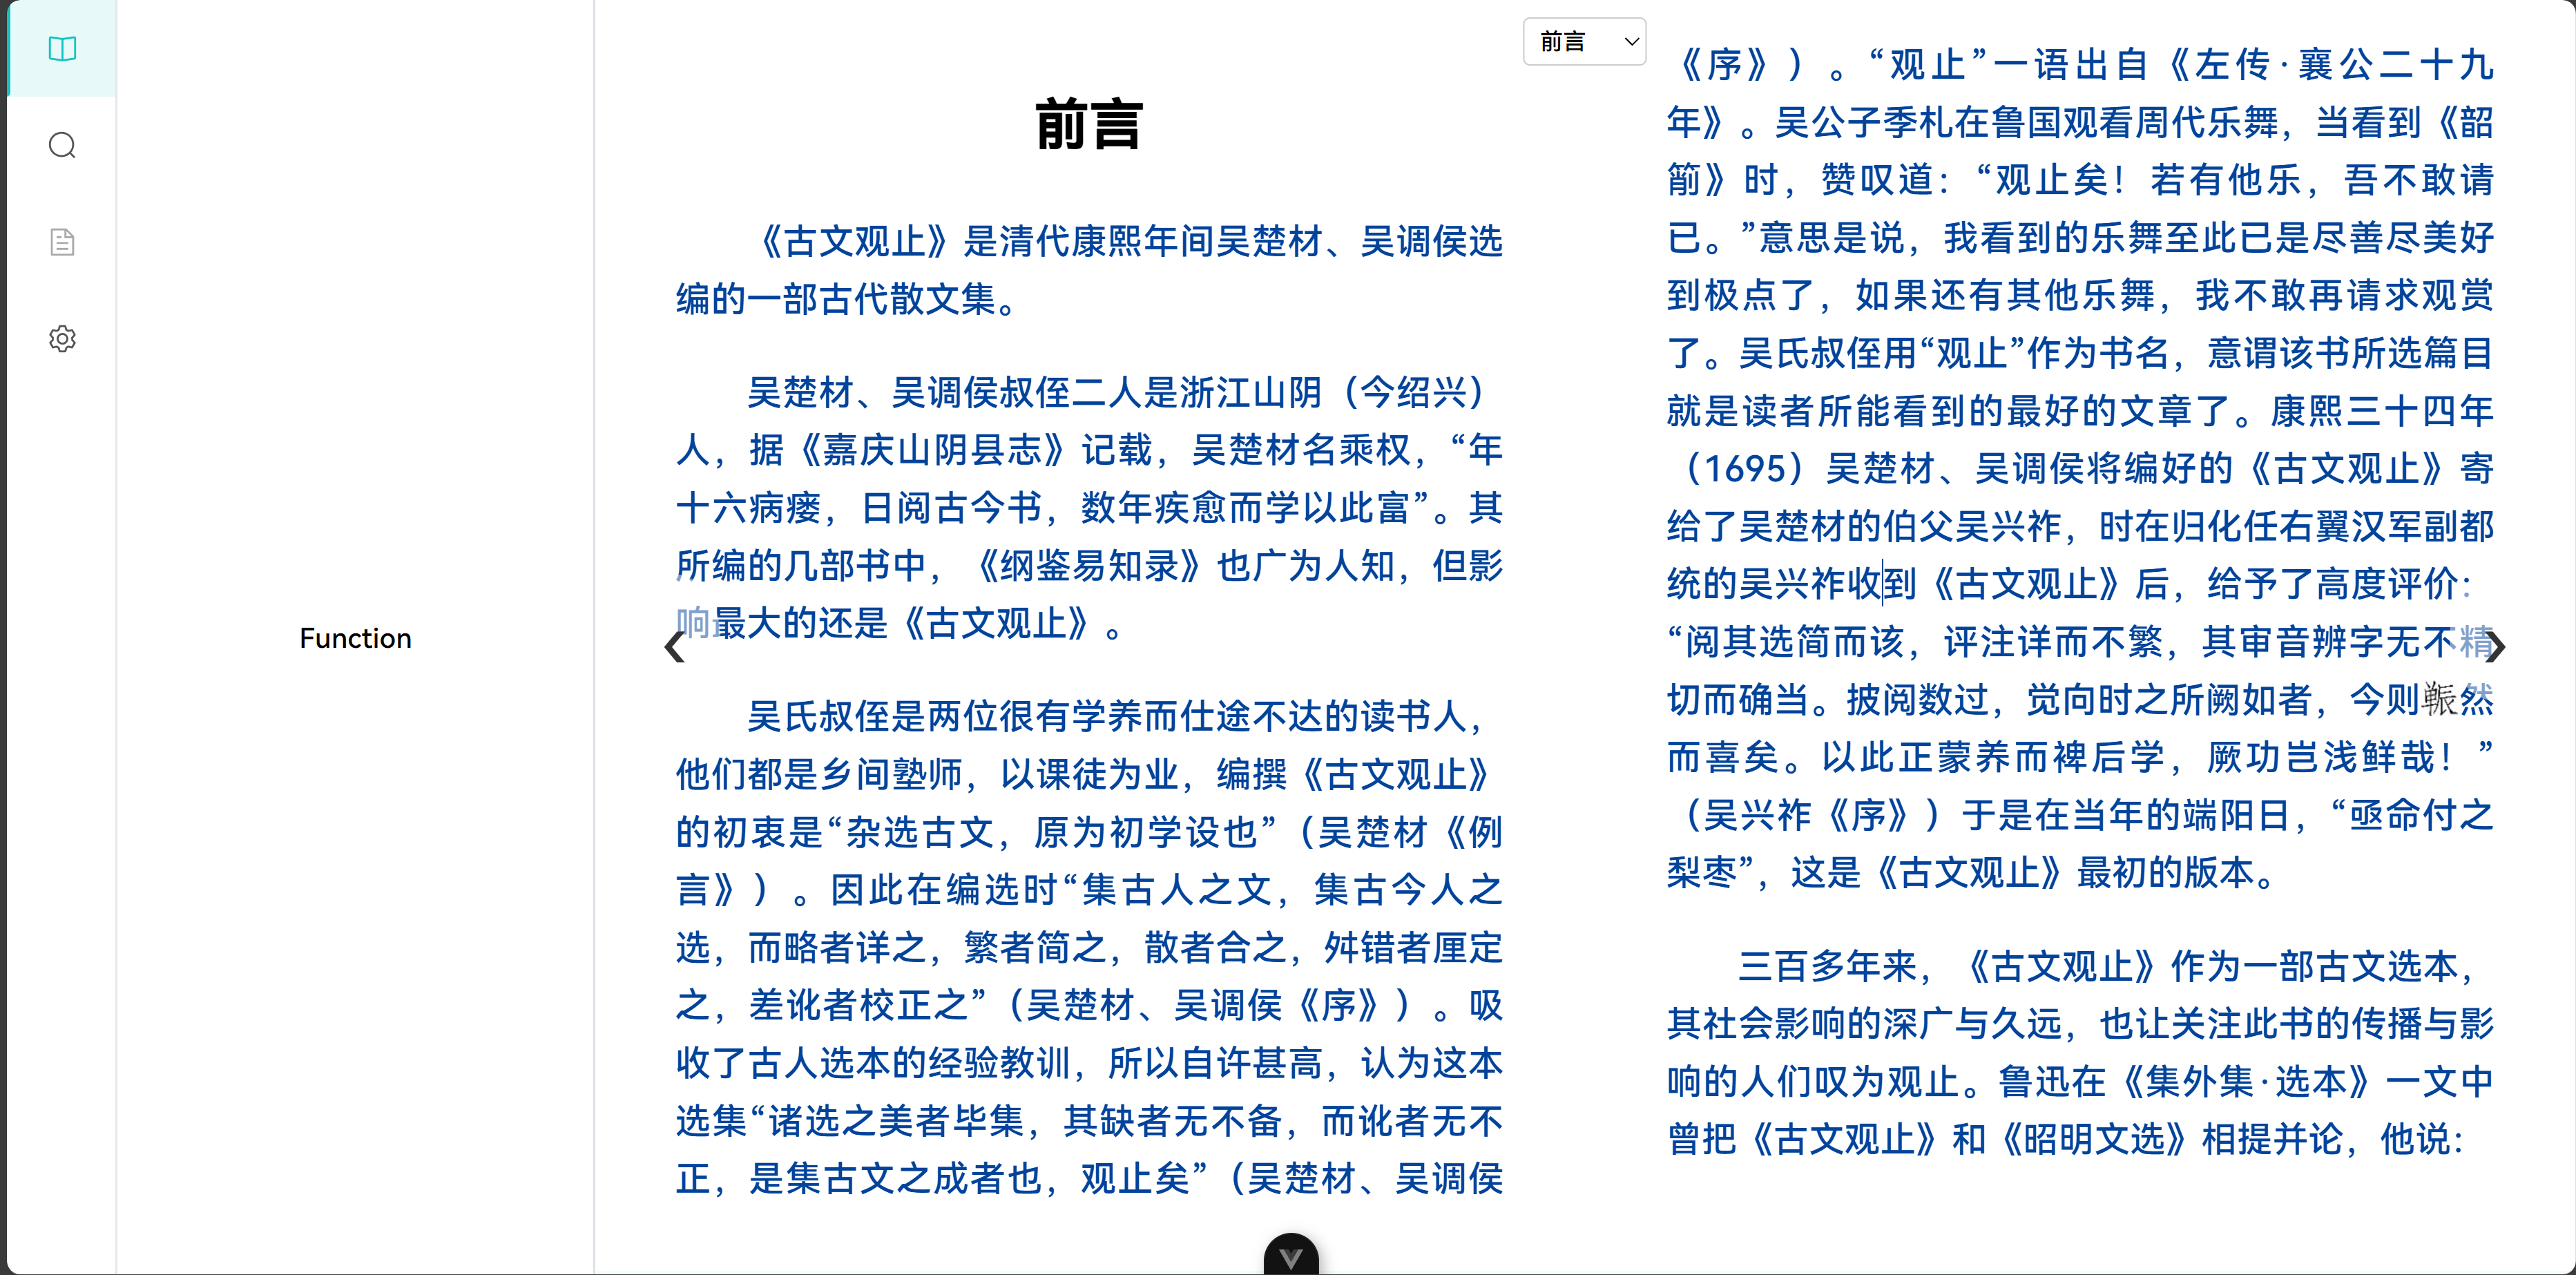 Function
前言
前言
《古文观止》是清代康熙年间吴楚材、吴调侯选
编的一部古代散文集。
吴楚材、吴调侯叔侄二人是浙江山阴（今绍兴）
人，据《嘉庆山阴县志》记载，吴楚材名乘权，“年
十六病瘘，日阅古今书，数年疾愈而学以此富”。其
所编的几部书中，《纲鉴易知录》也广为人知，但影
响最大的还是《古文观止》。
吴氏叔侄是两位很有学养而仕途不达的读书人，
他们都是乡间塾师，以课徒为业，编撰《古文观止》
的初衷是“杂选古文，原为初学设也”（吴楚材《例
言》）。因此在编选时“集古人之文，集古今人之
选，而略者详之，繁者简之，散者合之，舛错者厘定
之，差讹者校正之”（吴楚材、吴调侯《序》）。吸
收了古人选本的经验教训，所以自许甚高，认为这本
选集“诸选之美者毕集，其缺者无不备，而讹者无不
正，是集古文之成者也，观止矣”（吴楚材、吴调侯
《序》）。“观止”一语出自《左传·襄公二十九
年》。吴公子季札在鲁国观看周代乐舞，当看到《韶
箾》时，赞叹道：“观止矣！若有他乐，吾不敢请
已。”意思是说，我看到的乐舞至此已是尽善尽美好
到极点了，如果还有其他乐舞，我不敢再请求观赏
了。吴氏叔侄用“观止”作为书名，意谓该书所选篇目
就是读者所能看到的最好的文章了。康熙三十四年
（1695）吴楚材、吴调侯将编好的《古文观止》寄
给了吴楚材的伯父吴兴祚，时在归化任右翼汉军副都
统的吴兴祚收到《古文观止》后，给予了高度评价：
“阅其选简而该，评注详而不繁，其审音辨字无不精
切而确当。披阅数过，觉向时之所阙如者，今则然
而喜矣。以此正蒙养而裨后学，厥功岂浅鲜哉！”
（吴兴祚《序》）于是在当年的端阳日，“亟命付之
梨枣”，这是《古文观止》最初的版本。
三百多年来，《古文观止》作为一部古文选本，
其社会影响的深广与久远，也让关注此书的传播与影
响的人们叹为观止。鲁迅在《集外集·选本》一文中
曾把《古文观止》和《昭明文选》相提并论，他说：